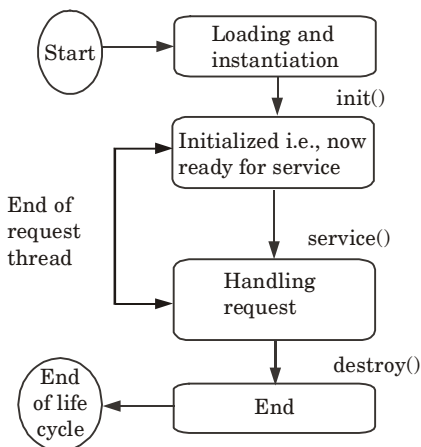 Start
Loading and
instantiation
init()
Initialized i.e., now
ready for service
End of
request
thread
service()
Handling
request
destroy()
End
of life
cycle
End